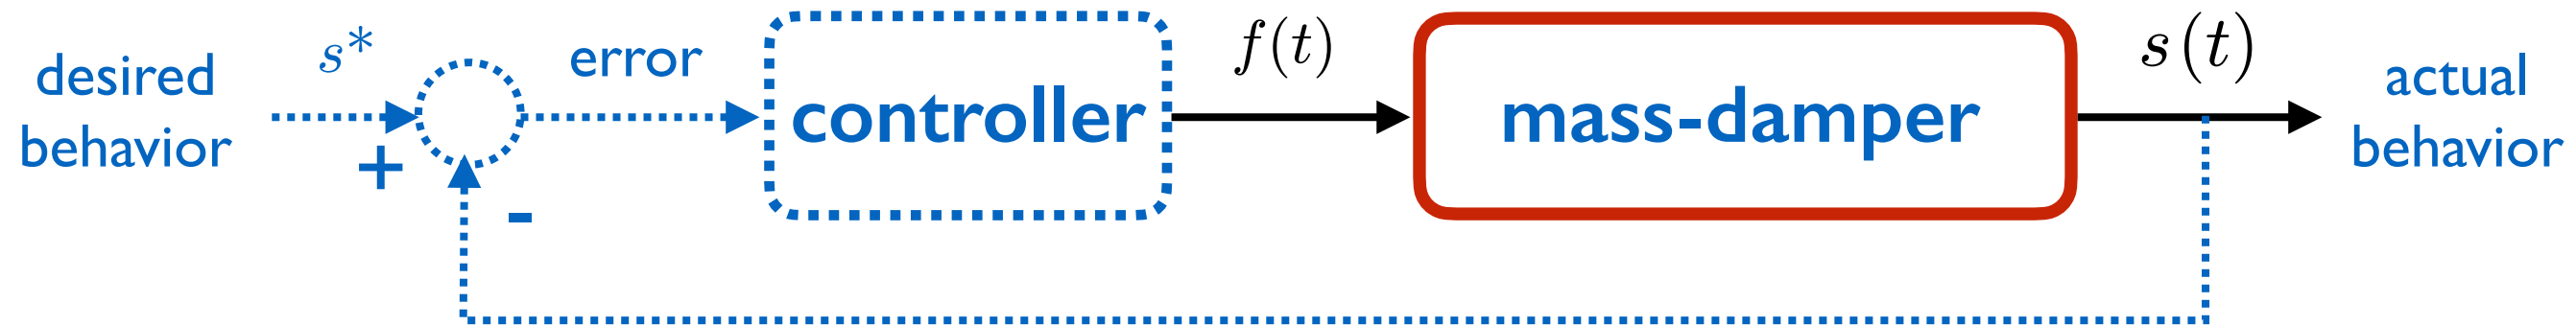 desired
behavior
s*
+
-
error
controller
f(t)
mass-damper
s(t)
actual
behavior